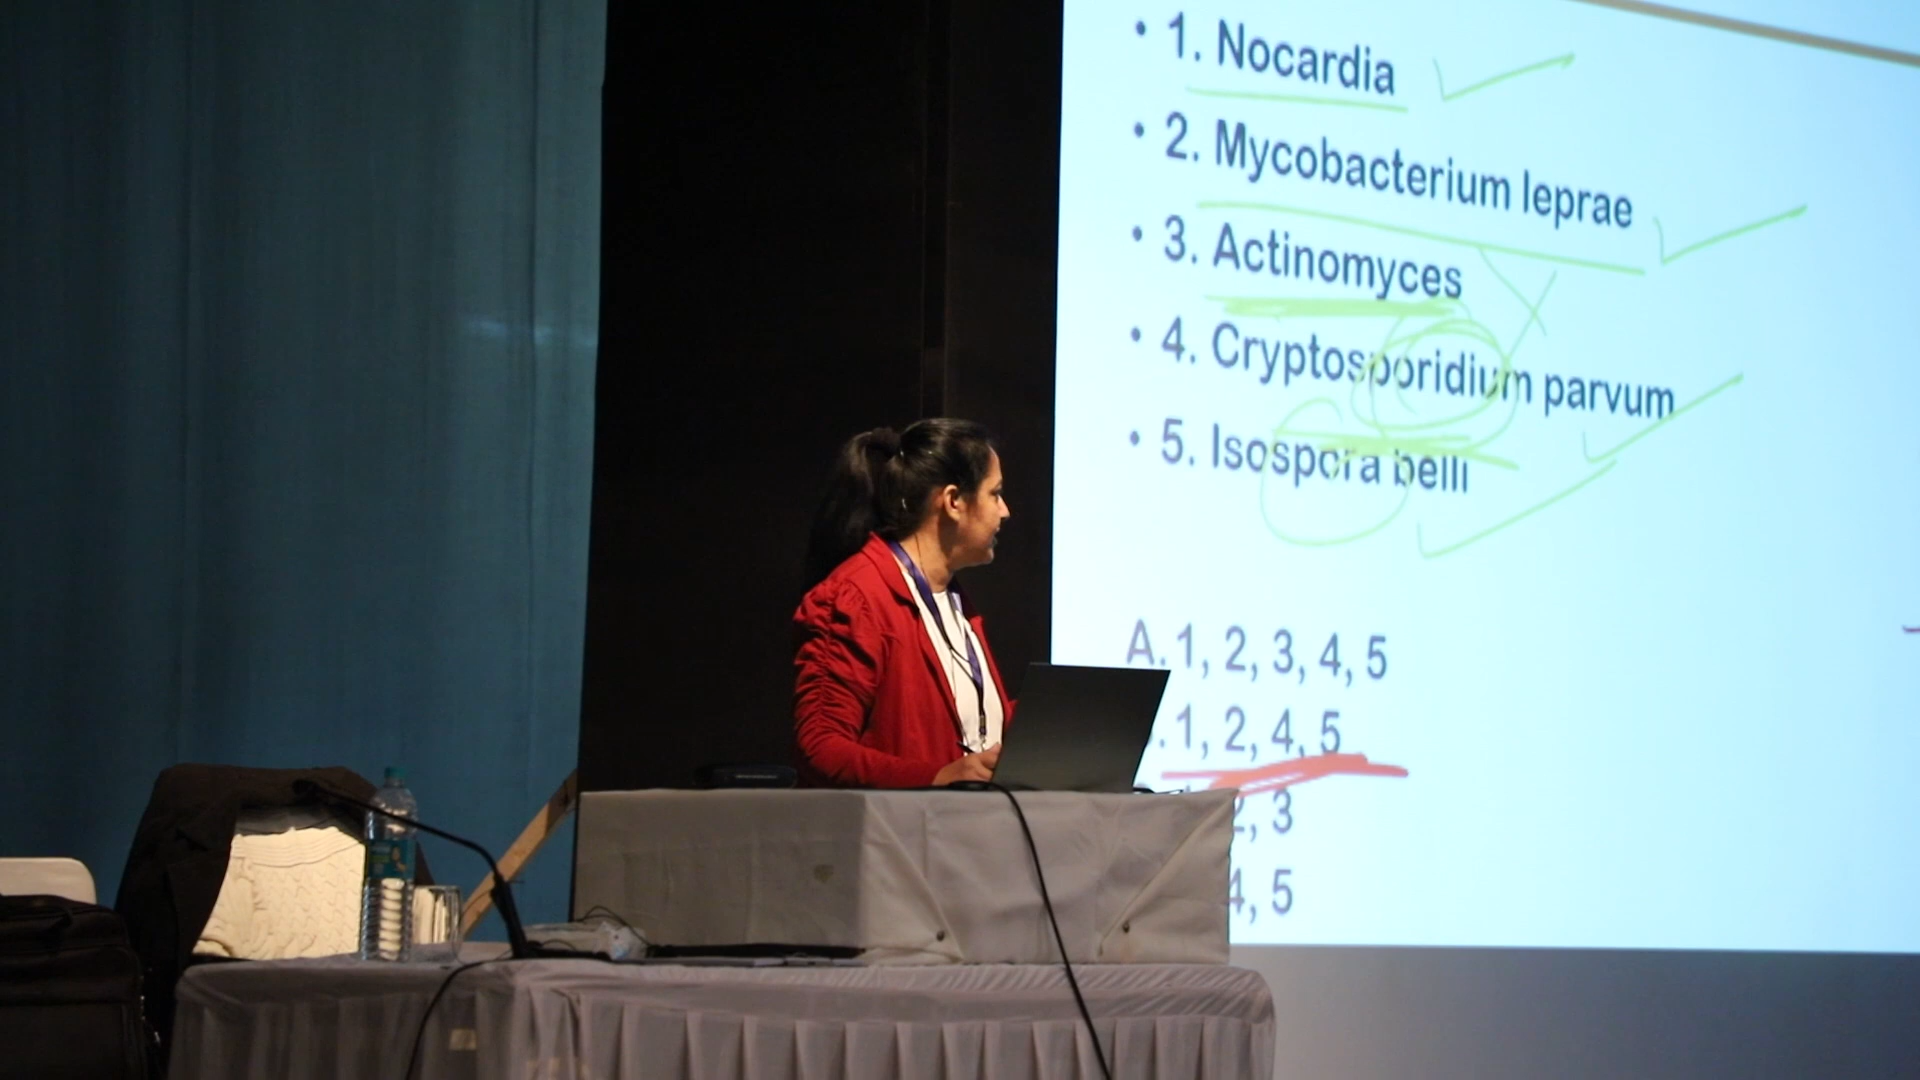 • 1. Nocardia
• 2. Mycobacterium leprae
• 3. Actinomyces
• 4. Cryptosporidium parvum
• 5. Isospora belli
A. 1, 2, 3, 4, 5
. 1, 2, 4, 5
2, 3
4, 5